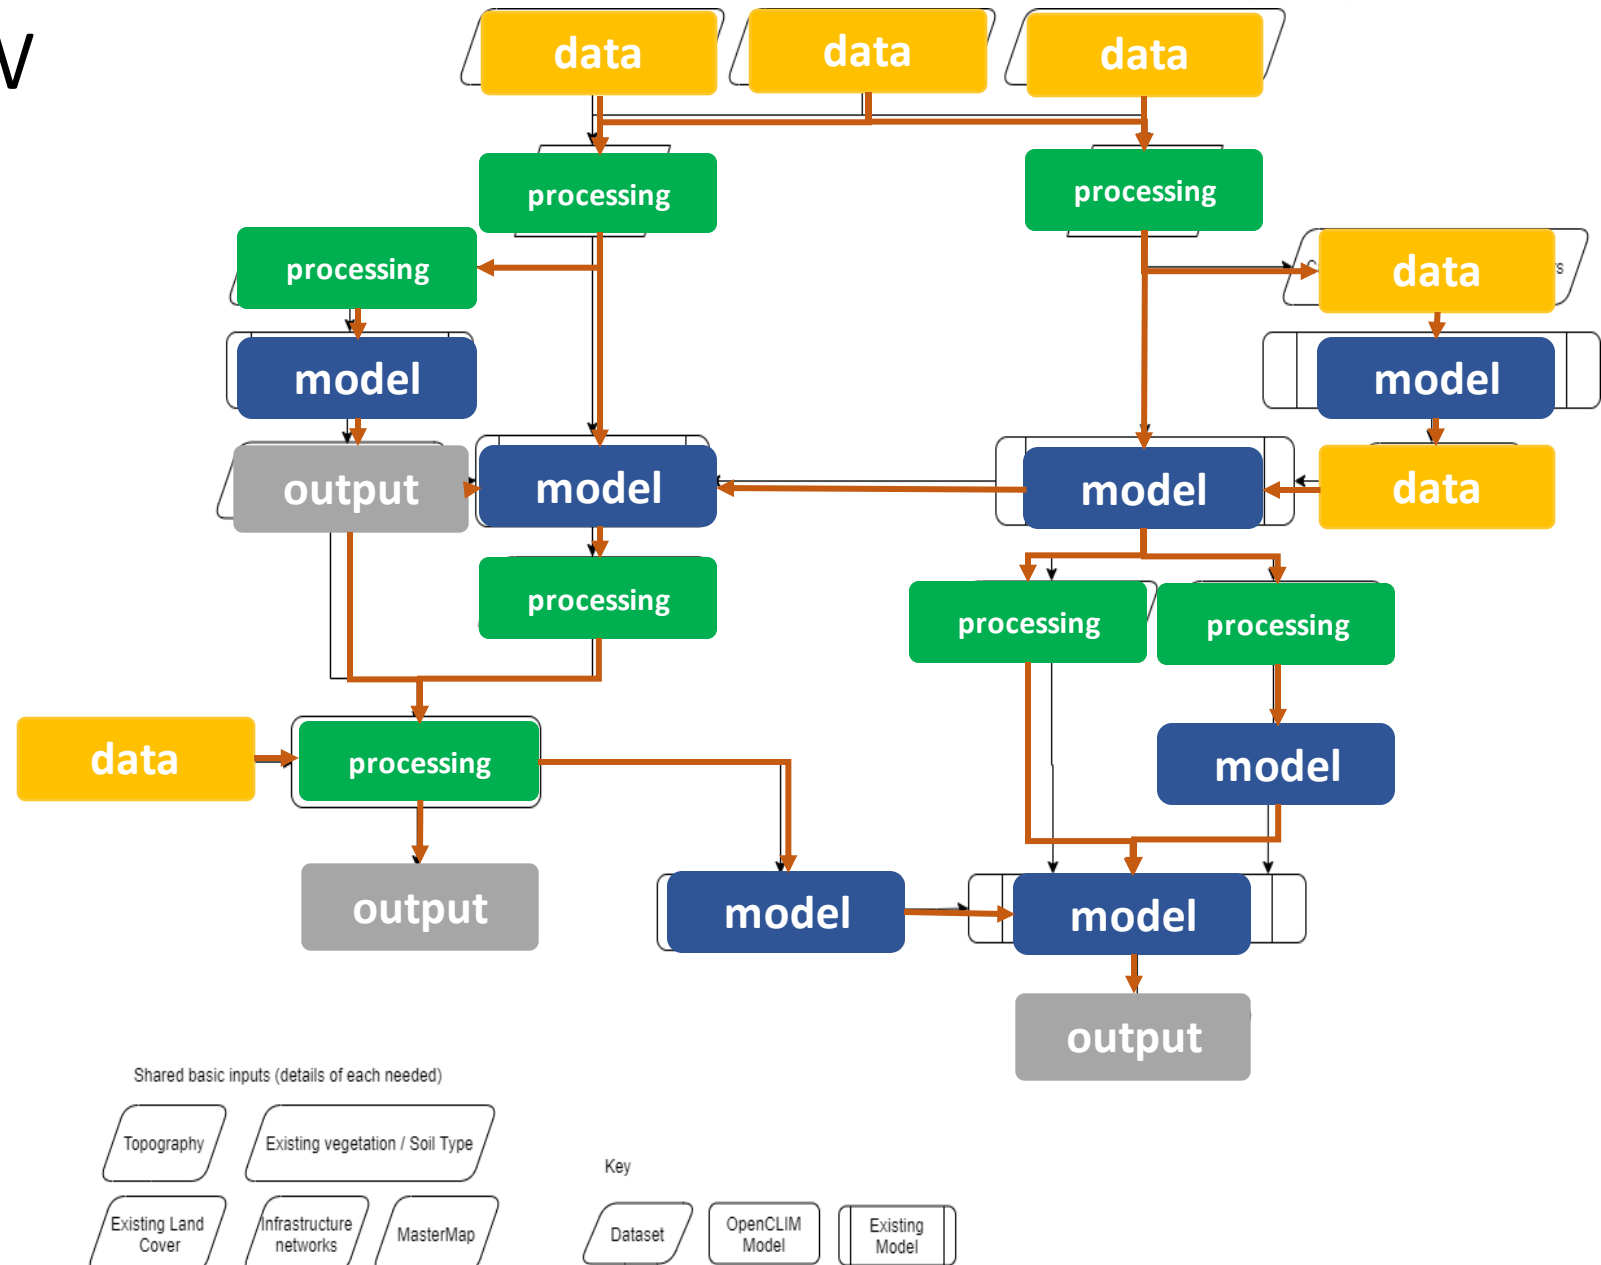 data
data
data
processing
processing
processing
data
model
model
output
model
model
data
processing
processing
processing
data
processing
model
output
model
model
output
Shared basic inputs (details of each needed)
Topography
Existing vegetation / Soil Type
Key
Existing Land
Cover
Infrastructure
networks
MasterMap
Dataset
OpenCLIM
Model
Existing
Model